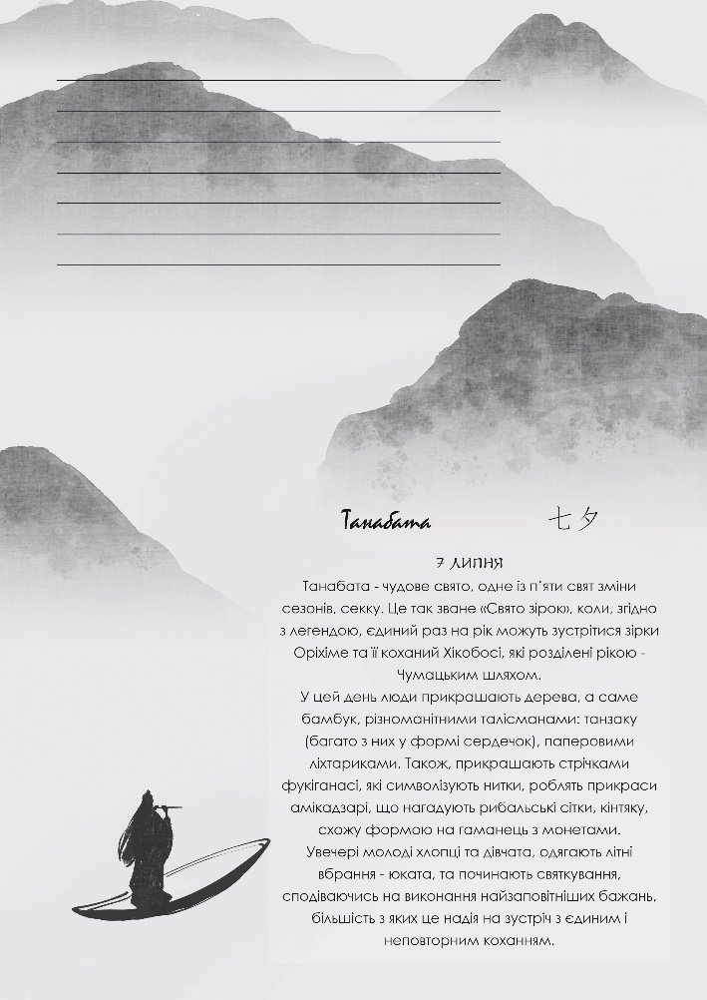 Танабата 七夕
7 липня
Танабата - чудове свято, одне із п’яти свят зміни
сезонів, секку. Це так зване «Свято зірок», коли, згідно
з легендою, єдиний раз на рік можуть зустрітися зірки
Оріхіме та її коханий Хікобосі, які розділені рікою -
Чумацьким шляхом.
У цей день люди прикрашають дерева, а саме
бамбук, різноманітними талісманами: танзаку
(багато з них у формі сердечок), паперовими
ліхтариками. Також, прикрашають стрічками
фукіганасі, які символізують нитки, роблять прикраси
амікадзарі, що нагадують рибальські сітки, кінтяку,
схожу формою на гаманець з монетами.
Увечері молоді хлопці та дівчата, одягають літні
вбрання - юката, та починають святкування,
сподіваючись на виконання найзаповітніших бажань,
більшість з яких це надія на зустріч з єдиним і
неповторним коханням.